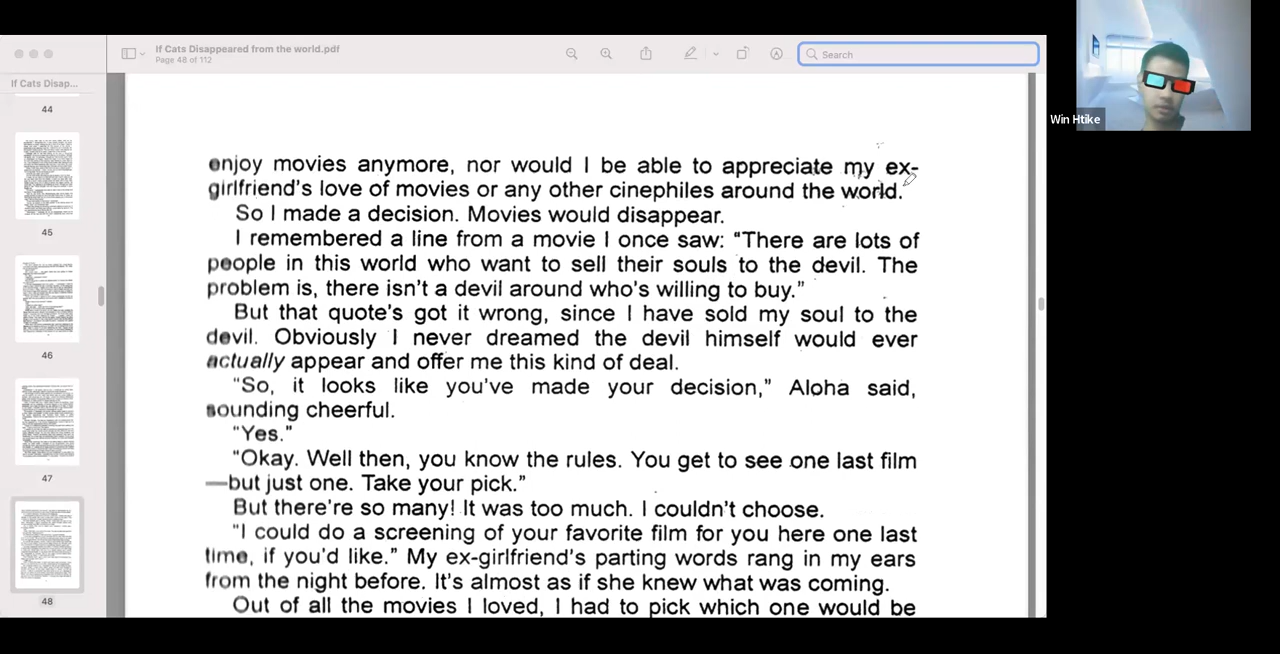 If Cats Disappeared from the world.pdf
Page 48 of 112
Search
If Cats Disap...
44
45
46
47
48
enjoy movies anymore, nor would I be able to appreciate my ex-
girlfriend's love of movies or any other cinephiles around the world.
So I made a decision. Movies would disappear.
I remembered a line from a movie I once saw: “There are lots of
people in this world who want to sell their souls to the devil. The
problem is, there isn't a devil around who's willing to buy.”
But that quote's got it wrong, since I have sold my soul to the
devil. Obviously I never dreamed the devil himself would ever
actually appear and offer me this kind of deal.
“So, it looks like you've made your decision,” Aloha said,
sounding cheerful.
“Yes.”
“Okay. Well then, you know the rules. You get to see one last film
—but just one. Take your pick.”
But there're so many! It was too much. I couldn't choose.
“I could do a screening of your favorite film for you here one last
time, if you'd like.” My ex-girlfriend's parting words rang in my ears
from the night before. It's almost as if she knew what was coming.
Out of all the movies I loved, I had to pick which one would be
Win Htike